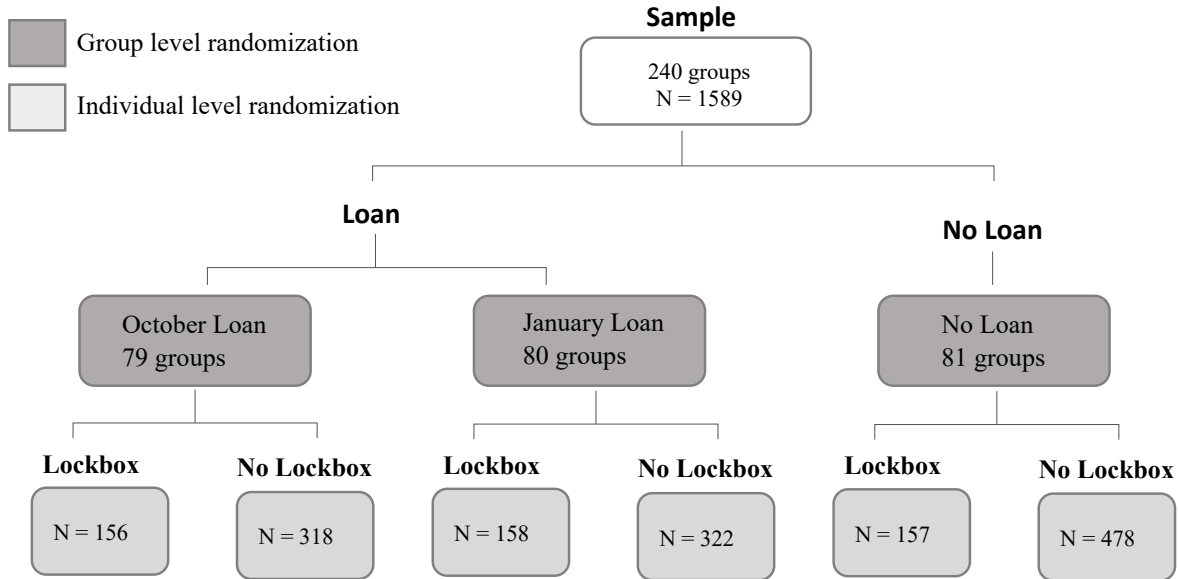 Sample
Group level randomization
240 groups
N = 1589
Individual level randomization
Loan
No Loan
October Loan
79 groups
January Loan
80 groups
No Loan
81 groups
Lockbox
No Lockbox
Lockbox
No Lockbox
Lockbox
No Lockbox
N = 156
N = 318
N = 158
N = 322
N = 157
N = 478